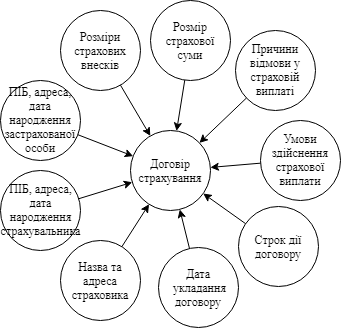 Розміри
страхових
внесків
Розмір
страхової
суми
Причини
відмови у
страховій
виплаті
ПІБ, адреса,
дата
народження
застрахованої
особи
Умови
здійснення
страхової
виплати
Договір
страхування
ПІБ, адреса,
дата
народження
страхувальника
Строк дії
договору
Назва та
адреса
страховика
Дата
укладання
договору